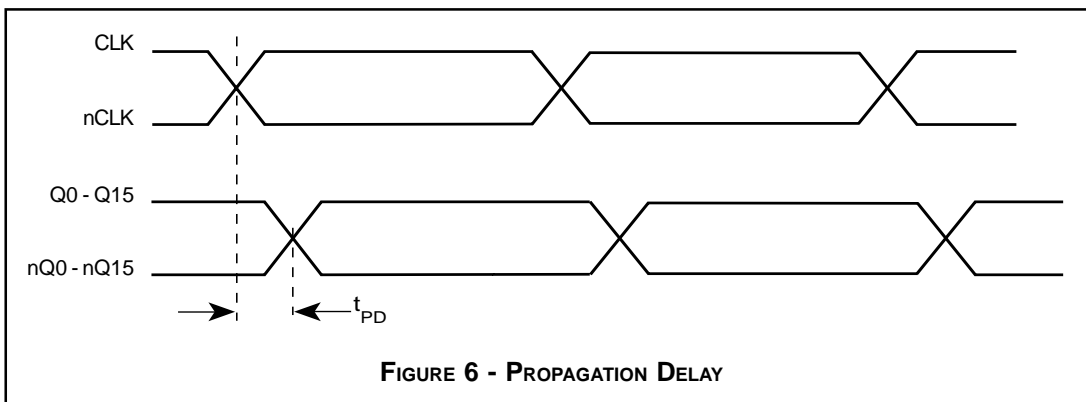 CLK
nCLK
Q0 - Q15
nQ0 - nQ15
tPD
FIGURE 6 - PROPAGATION DELAY